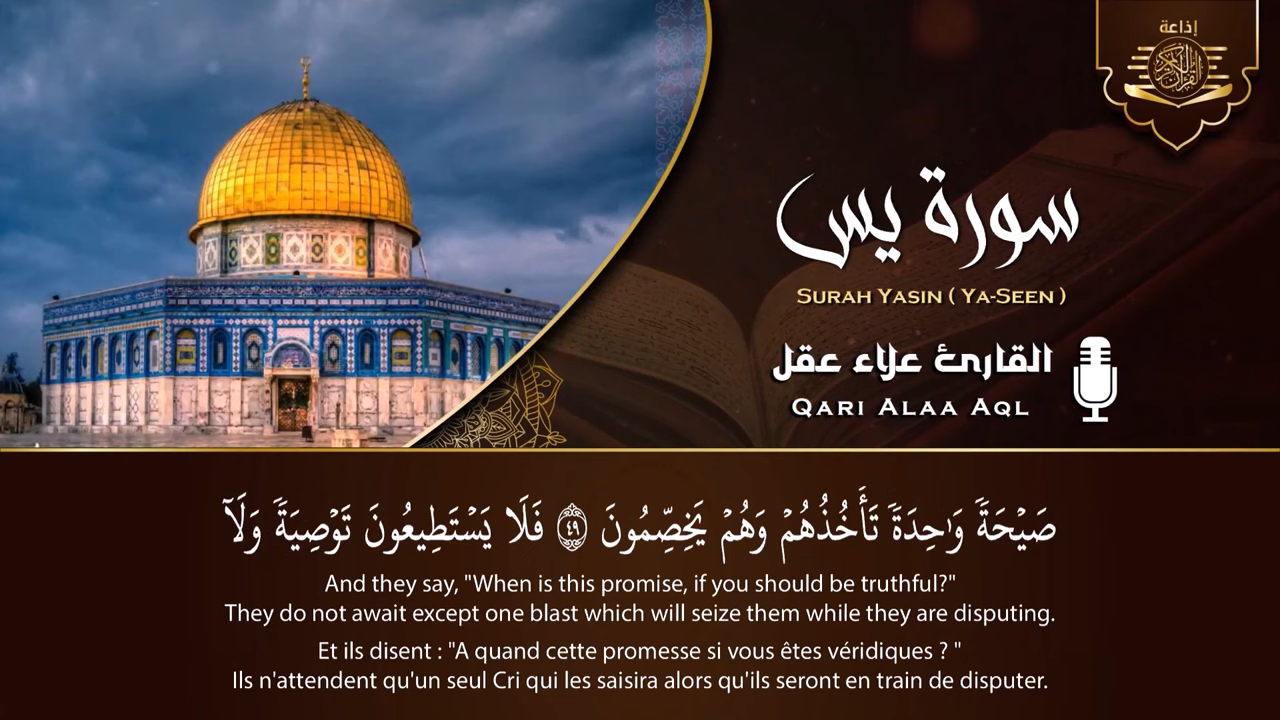 إذاعة
القرآن الكريم
سورة يس
SURAH YASIN ( YA-SEEN )
القارئ علاء عقل
QARI ALAA AQL
صَيۡحَةٗ وَٰحِدَةٗ تَأۡخُذُهُمۡ وَهُمۡ يَخِصِّمُونَ ٤٩ فَلَا يَسۡتَطِيعُونَ تَوۡصِيَةٗ وَلَآ
And they say, "When is this promise, if you should be truthful?"
They do not await except one blast which will seize them while they are disputing.
Et ils disent : "A quand cette promesse si vous êtes véridiques ? "
Ils n'attendent qu'un seul Cri qui les saisira alors qu'ils seront en train de disputer.